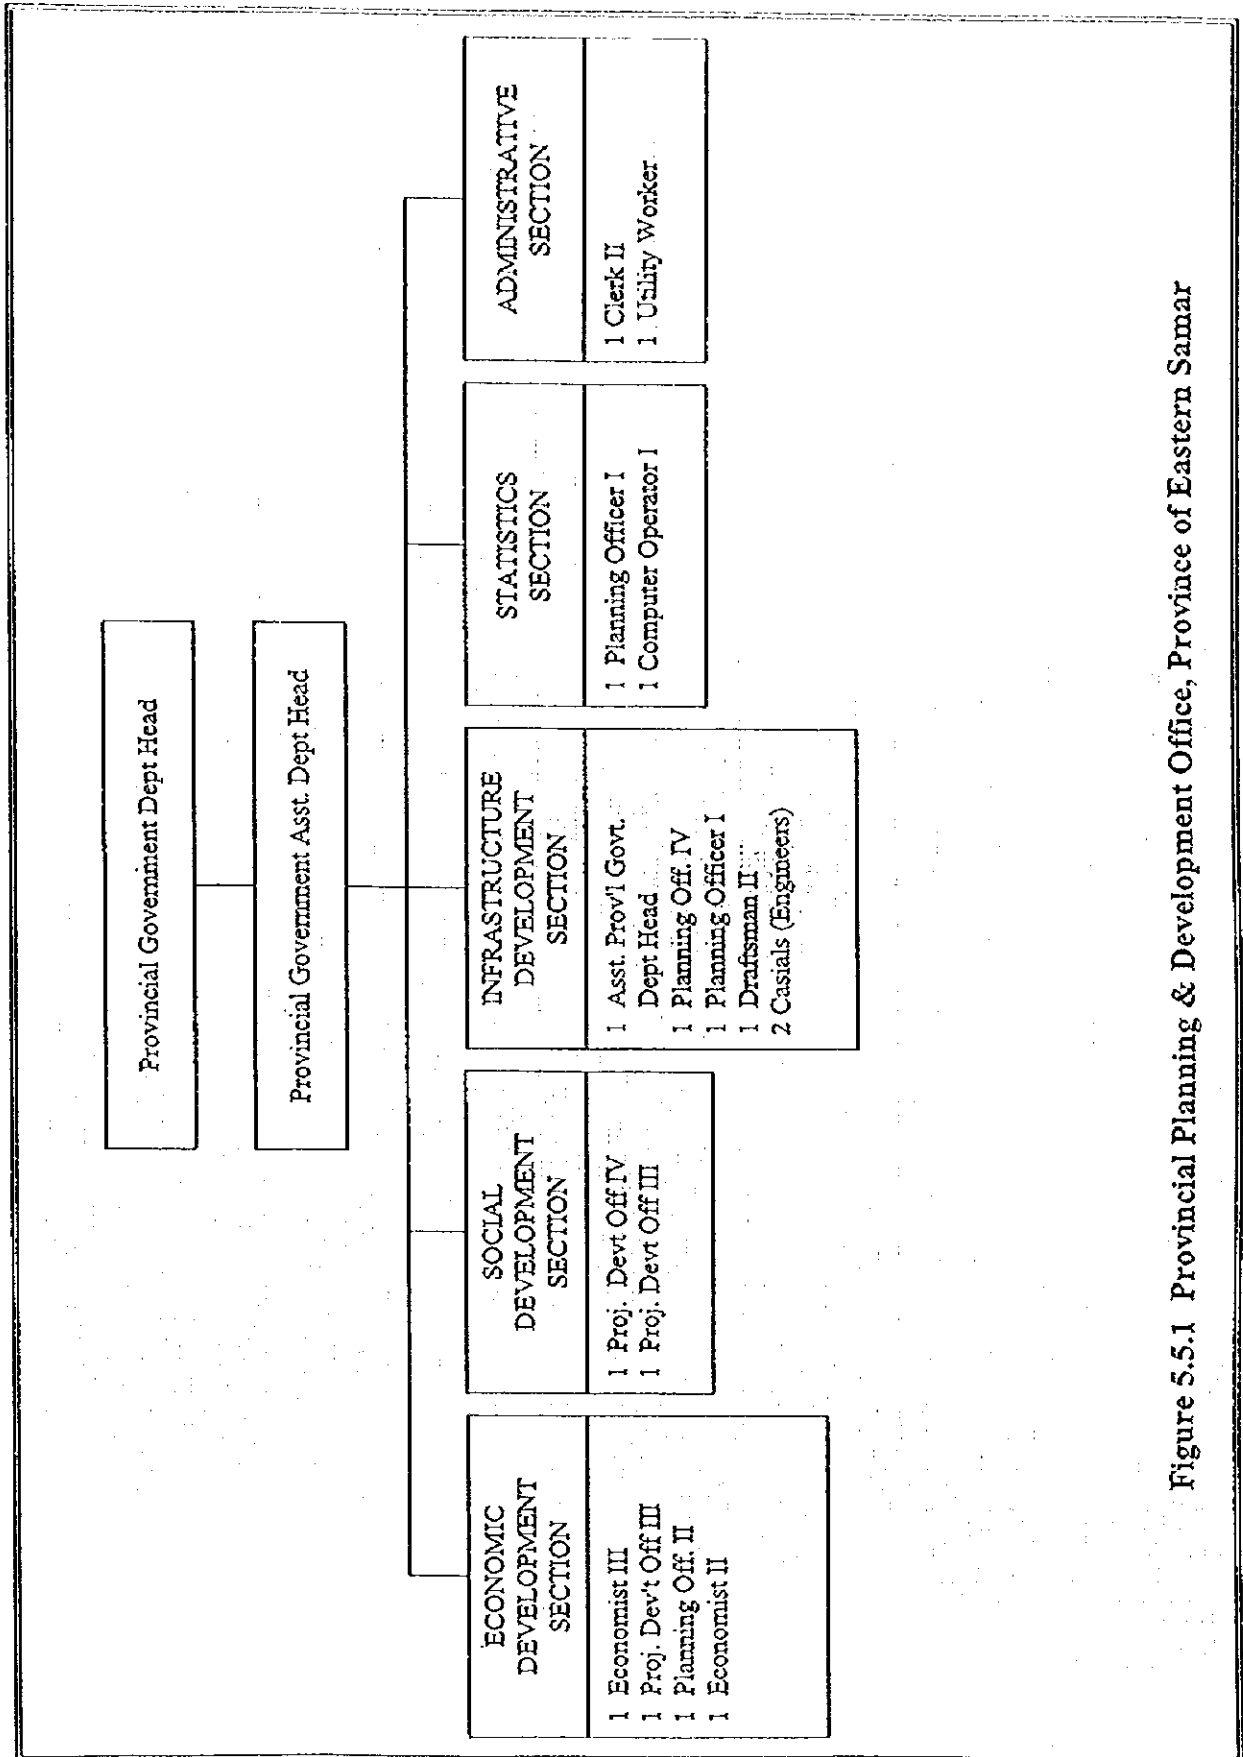 Provincial Government Dept Head
Provincial Government Asst. Dept Head
ECONOMIC
DEVELOPMENT
SECTION
1 Economist III
1 Proj. Dev't Off III
1 Planning Off. II
1 Economist II
SOCIAL
DEVELOPMENT
SECTION
1 Proj. Devt Off IV
1 Proj. Devt Off III
INFRASTRUCTURE
DEVELOPMENT
SECTION
1 Asst. Prov'l Govt.
Dept Head
1 Planning Off. IV
1 Planning Officer I
1 Draftsman II
2 Casials (Engineers)
STATISTICS
SECTION
1 Planning Officer I
1 Computer Operator I
ADMINISTRATIVE
SECTION
1 Clerk II
1 Utility Worker
Figure 5.5.1 Provincial Planning & Development Office, Province of Eastern Samar